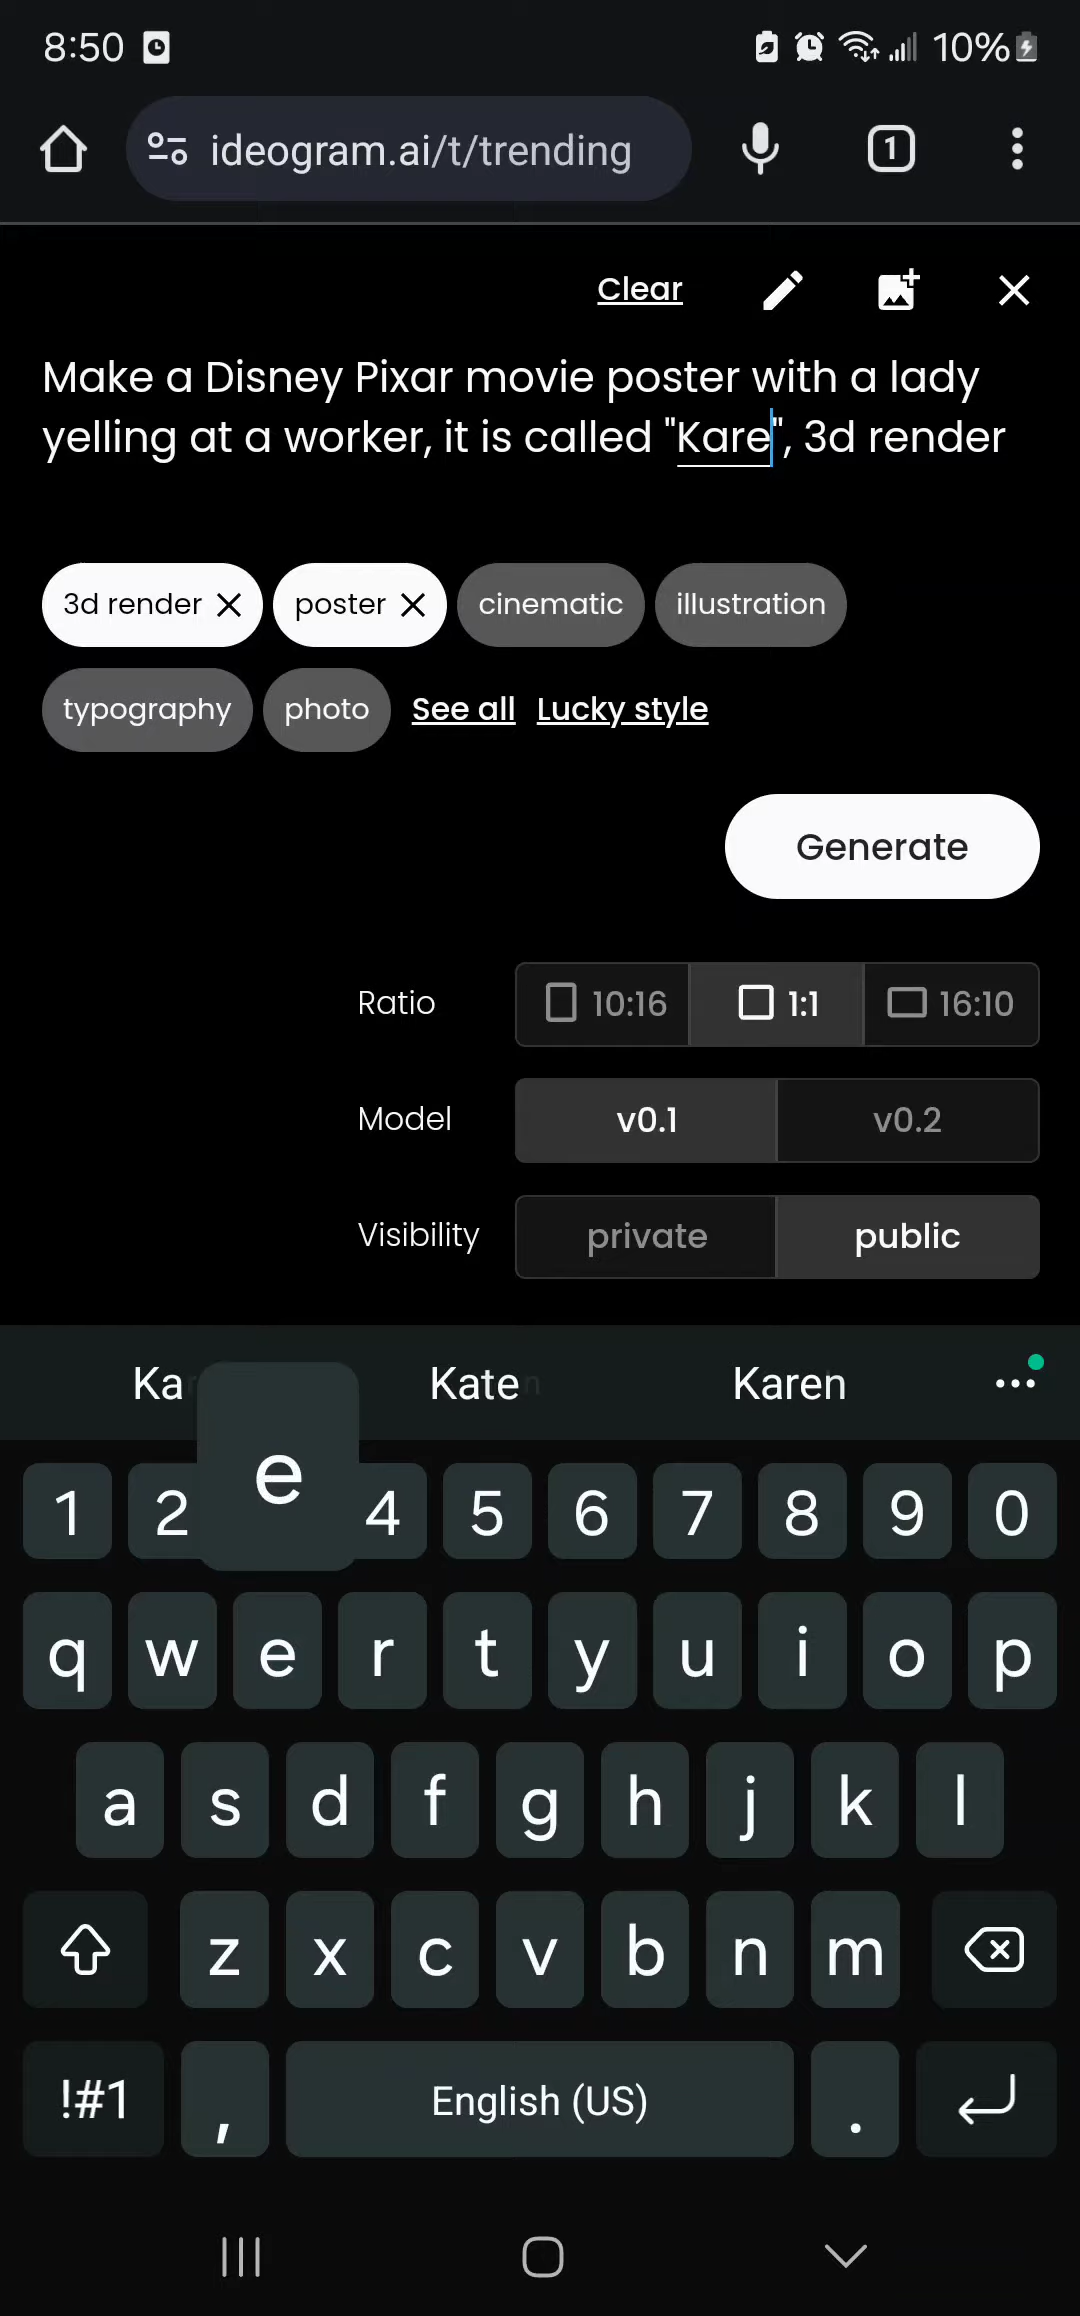 8:50
10%
ideogram.ai/t/trending
1
Clear
Make a Disney Pixar movie poster with a lady
yelling at a worker, it is called "Kare", 3d render
3d render
poster
cinematic
illustration
typography
photo
See all
Lucky style
Generate
Ratio
10:16
1:1
16:10
Model
v0.1
v0.2
Visibility
private
public
Ka
Kate
Karen
e
1 2 4 5 6 7 8 9 0
q w e r t y u i o p
a s d f g h j k l
z x c v b n m
!#1 , English (US) .